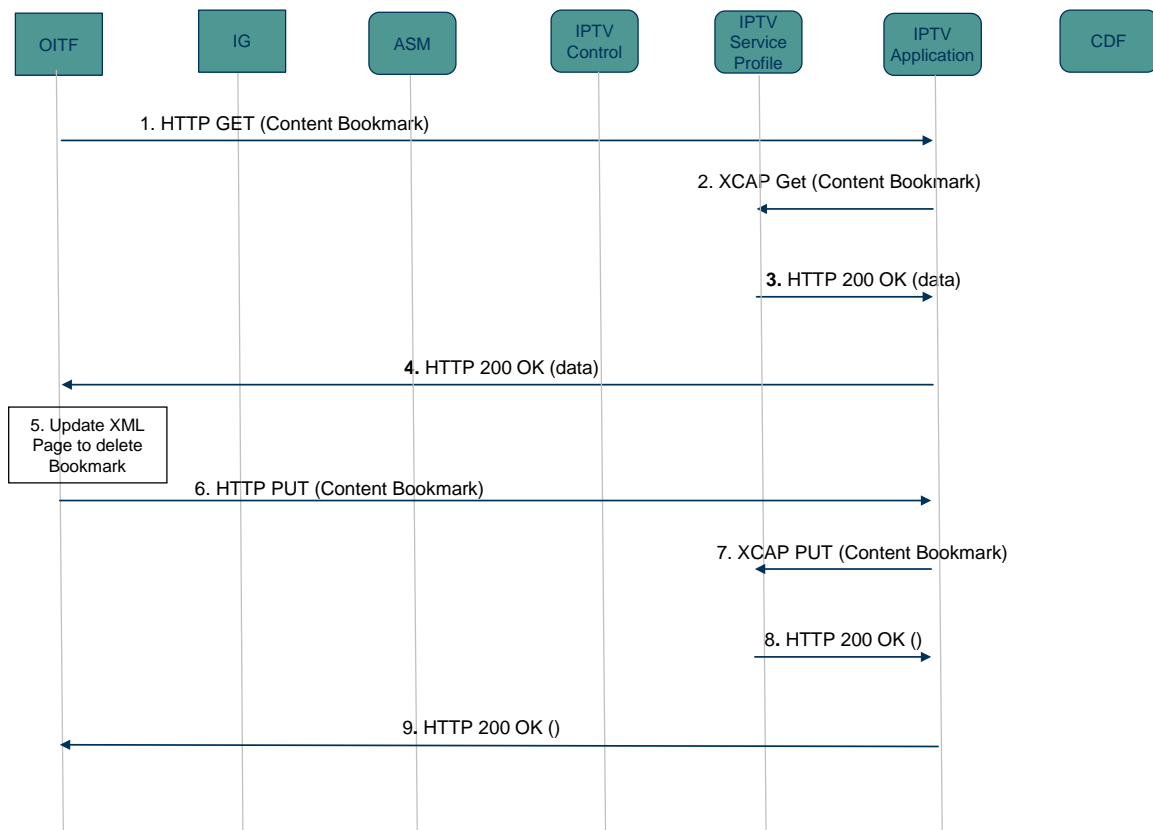 OITF
IG
ASM
IPTV
Control
IPTV
Service
Profile
IPTV
Application
CDF
1. HTTP GET (Content Bookmark)
2. XCAP Get (Content Bookmark)
3. HTTP 200 OK (data)
4. HTTP 200 OK (data)
5. Update XML
Page to delete
Bookmark
6. HTTP PUT (Content Bookmark)
7. XCAP PUT (Content Bookmark)
8. HTTP 200 OK ()
9. HTTP 200 OK ()